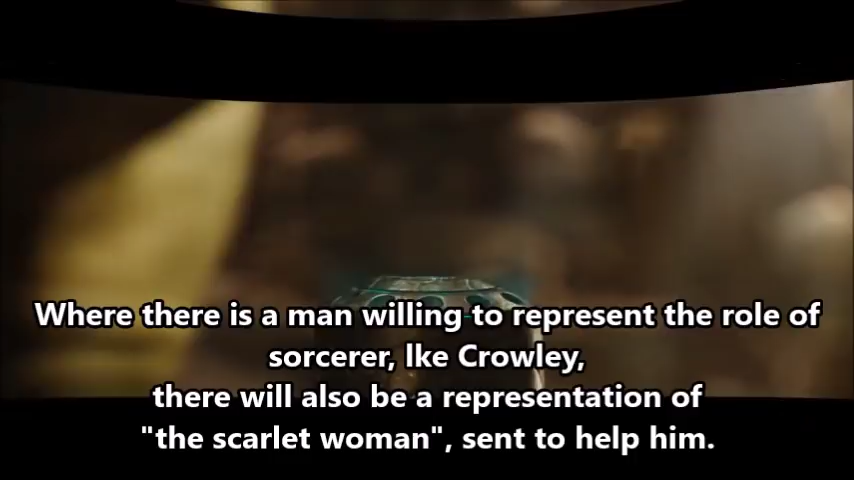 Where there is a man willing to represent the role of
sorcerer, lke Crowley,
there will also be a representation of
"the scarlet woman", sent to help him.